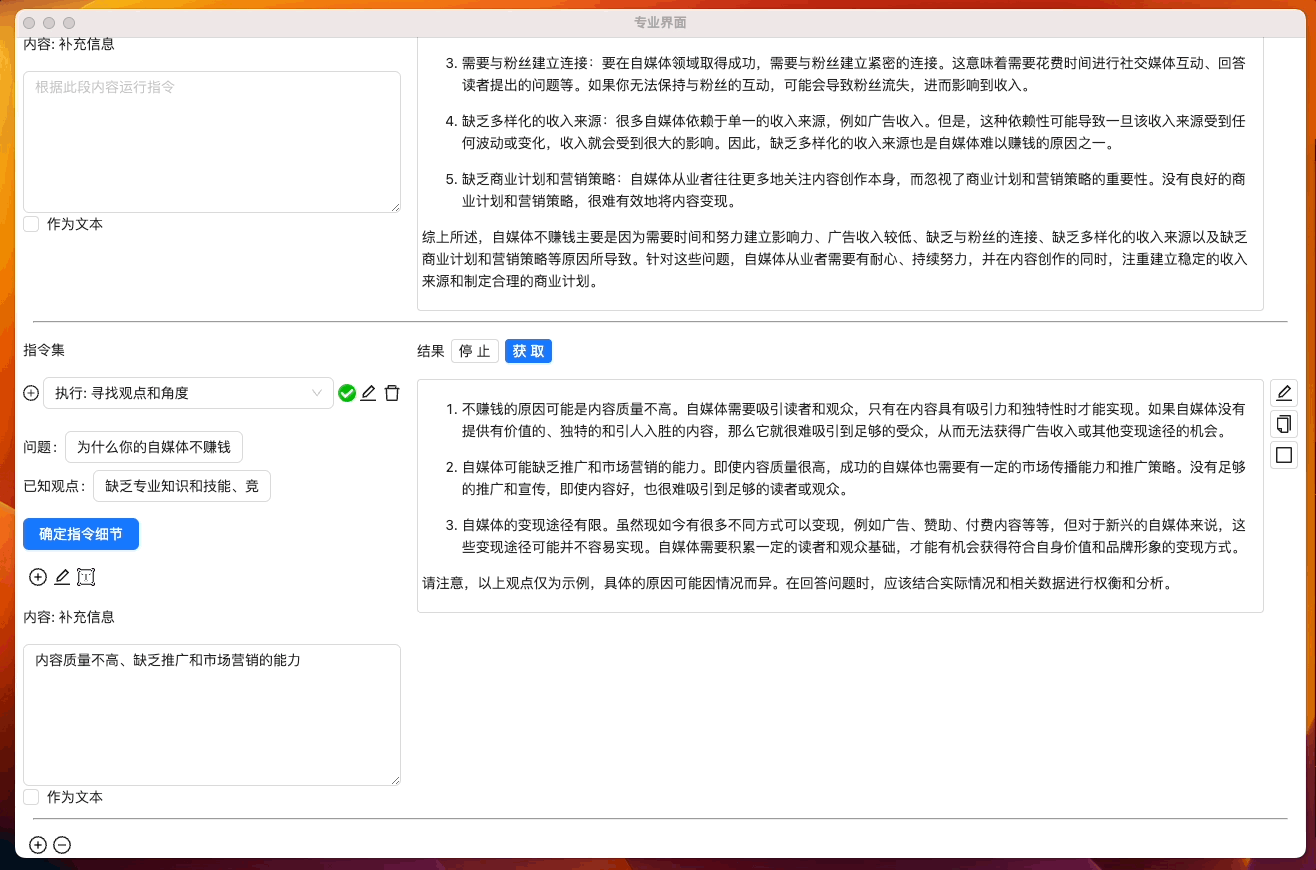 专业界面
内容: 补充信息
根据此段内容运行指令
作为文本
3. 需要与粉丝建立连接：要在自媒体领域取得成功，需要与粉丝建立紧密的连接。这意味着需要花费时间进行社交媒体互动、回答
读者提出的问题等。如果你无法保持与粉丝的互动，可能会导致粉丝流失，进而影响到收入。
4. 缺乏多样化的收入来源：很多自媒体依赖于单一的收入来源，例如广告收入。但是，这种依赖性可能导致一旦该收入来源受到任
何波动或变化，收入就会受到很大的影响。因此，缺乏多样化的收入来源也是自媒体难以赚钱的原因之一。
5. 缺乏商业计划和营销策略：自媒体从业者往往更多地关注内容创作本身，而忽视了商业计划和营销策略的重要性。没有良好的商
业计划和营销策略，很难有效地将内容变现。
综上所述，自媒体不赚钱主要是因为需要时间和努力建立影响力、广告收入较低、缺乏与粉丝的连接、缺乏多样化的收入来源以及缺乏
商业计划和营销策略等原因所导致。针对这些问题，自媒体从业者需要有耐心、持续努力，并在内容创作的同时，注重建立稳定的收入
来源和制定合理的商业计划。
指令集
执行: 寻找观点和角度
问题： 为什么你的自媒体不赚钱
已知观点： 缺乏专业知识和技能、竞
确定指令细节
内容: 补充信息
内容质量不高、缺乏推广和市场营销的能力
作为文本
结果 停 止 获 取
1. 不赚钱的原因可能是内容质量不高。自媒体需要吸引读者和观众，只有在内容具有吸引力和独特性时才能实现。如果自媒体没有
提供有价值的、独特的和引人入胜的内容，那么它就很难吸引到足够的受众，从而无法获得广告收入或其他变现途径的机会。
2. 自媒体可能缺乏推广和市场营销的能力。即使内容质量很高，成功的自媒体也需要有一定的市场传播能力和推广策略。没有足够
的推广和宣传，即使内容好，也很难吸引到足够的读者或观众。
3. 自媒体的变现途径有限。虽然现如今有很多不同方式可以变现，例如广告、赞助、付费内容等等，但对于新兴的自媒体来说，这
些变现途径可能并不容易实现。自媒体需要积累一定的读者和观众基础，才能有机会获得符合自身价值和品牌形象的变现方式。
请注意，以上观点仅为示例，具体的原因可能因情况而异。在回答问题时，应该结合实际情况和相关数据进行权衡和分析。